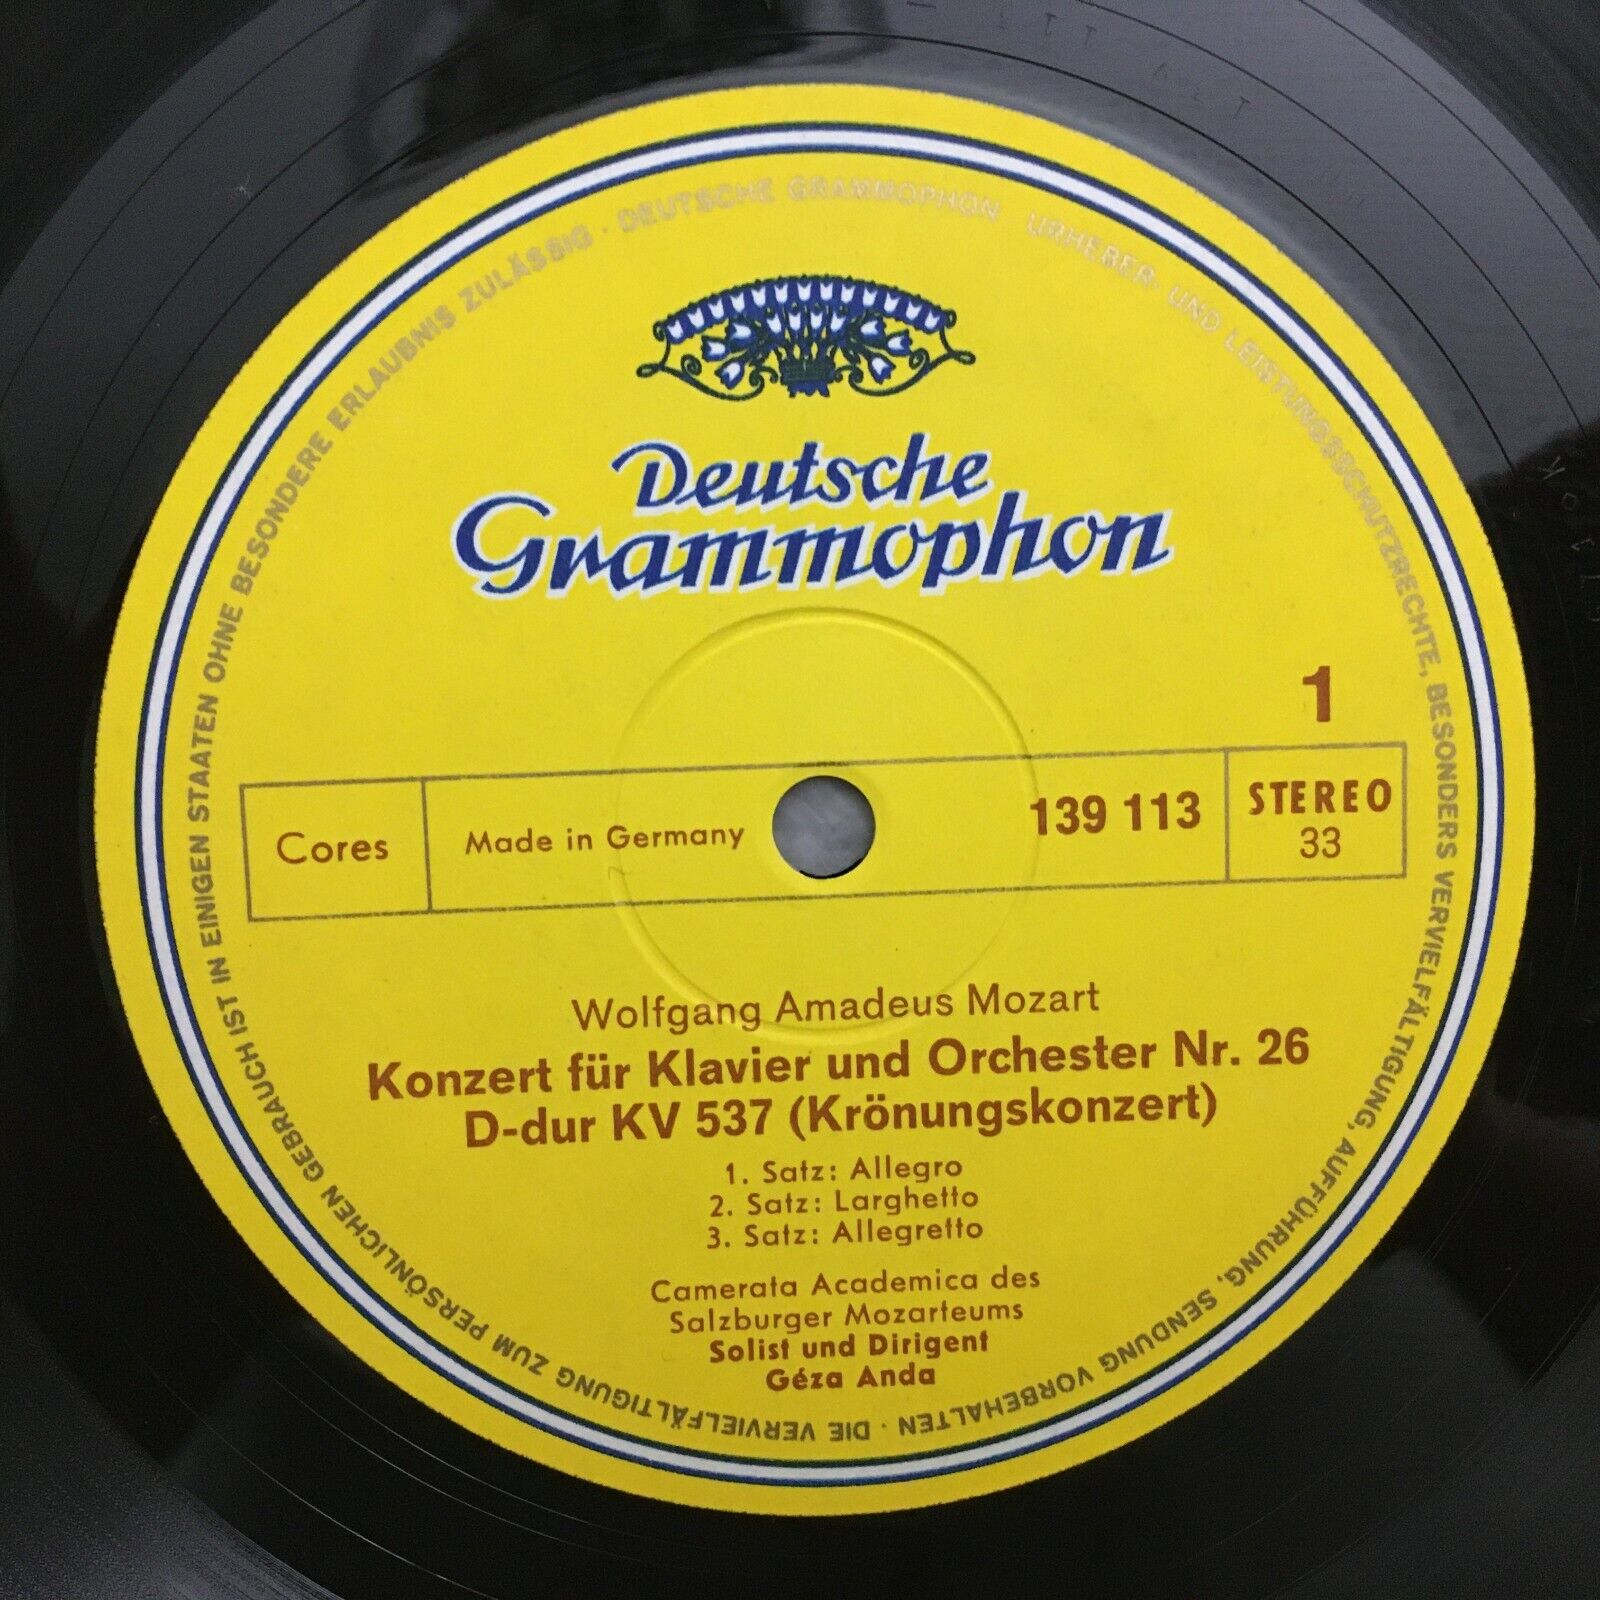 Deutsche
Grammophon
1
Cores
Made in Germany
139 113
STEREO
33
Wolfgang Amadeus Mozart
Konzert für Klavier und Orchester Nr. 26
D-dur KV 537 (Krönungskonzert)
1. Satz: Allegro
2. Satz: Larghetto
3. Satz: Allegretto
Camerata Academica des
Salzburger Mozarteums
Solist und Dirigent
Géza Anda
DEUTSCHE GRAMMOPHON · URHEBER- UND LEISTUNGSSCHUTZRECHTE, BESONDERS VERVIELFÄLTIGUNG, AUFFÜHRUNG, SENDUNG VORBEHALTEN · DIE VERVIELFÄLTIGUNG ZUM PERSÖNLICHEN GEBRAUCH IST IN EINIGEN STAATEN OHNE BESONDERE ERLAUBNIS ZULÄSSIG ·